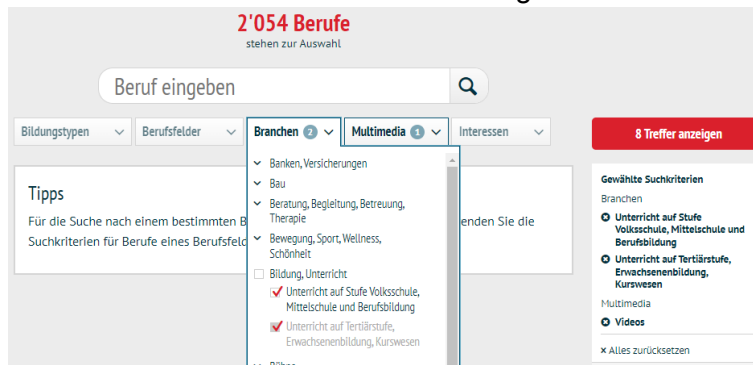 2'054 Berufe
stehen zur Auswahl
Beruf eingeben
Bildungstypen
Berufsfelder
Branchen 2
Multimedia 1
Interessen
8 Treffer anzeigen
Tipps
Für die Suche nach einem bestimmten B
enden Sie die
Suchkriterien für Berufe eines Berufsfeld
Banken, Versicherungen
Bau
Beratung, Begleitung, Betreuung,
Therapie
Bewegung, Sport, Wellness,
Schönheit
Bildung, Unterricht
Unterricht auf Stufe Volksschule,
Mittelschule und Berufsbildung
Unterricht auf Tertiärstufe,
Erwachsenenbildung, Kurswesen
Gewählte Suchkriterien
Branchen
Unterricht auf Stufe
Volksschule, Mittelschule und
Berufsbildung
Unterricht auf Tertiärstufe,
Erwachsenenbildung,
Kurswesen
Multimedia
Videos
× Alles zurücksetzen